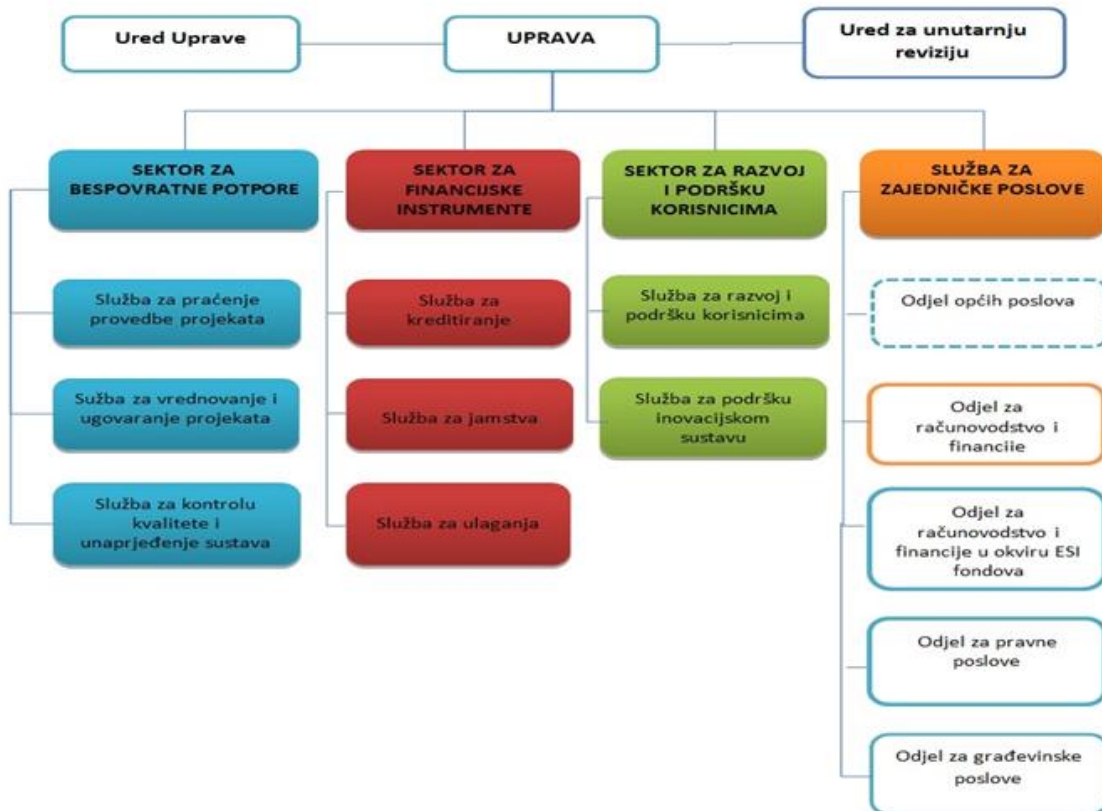 Ured Uprave
UPRAVA
Ured za unutarnju
reviziju
SEKTOR ZA
BESPOVRATNE POTPORE
SEKTOR ZA
FINANCIJSKE
INSTRUMENTE
SEKTOR ZA RAZVOJ
I PODRŠKU
KORISNICIMA
SLUŽBA ZA
ZAJEDNIČKE POSLOVE
Služba za praćenje
provedbe projekata
Sužba za vrednovanje i
ugovaranje projekata
Služba za kontrolu
kvalitete i
unaprjeđenje sustava
Služba za
kreditiranje
Služba za jamstva
Služba za ulaganja
Služba za razvoj i
podršku korisnicima
Služba za podršku
inovacijskom
sustavu
Odjel općih poslova
Odjel za
računovodstvo i
financije
Odjel za
računovodstvo i
financije u okviru ESI
fondova
Odjel za pravne
poslove
Odjel za građevinske
poslove